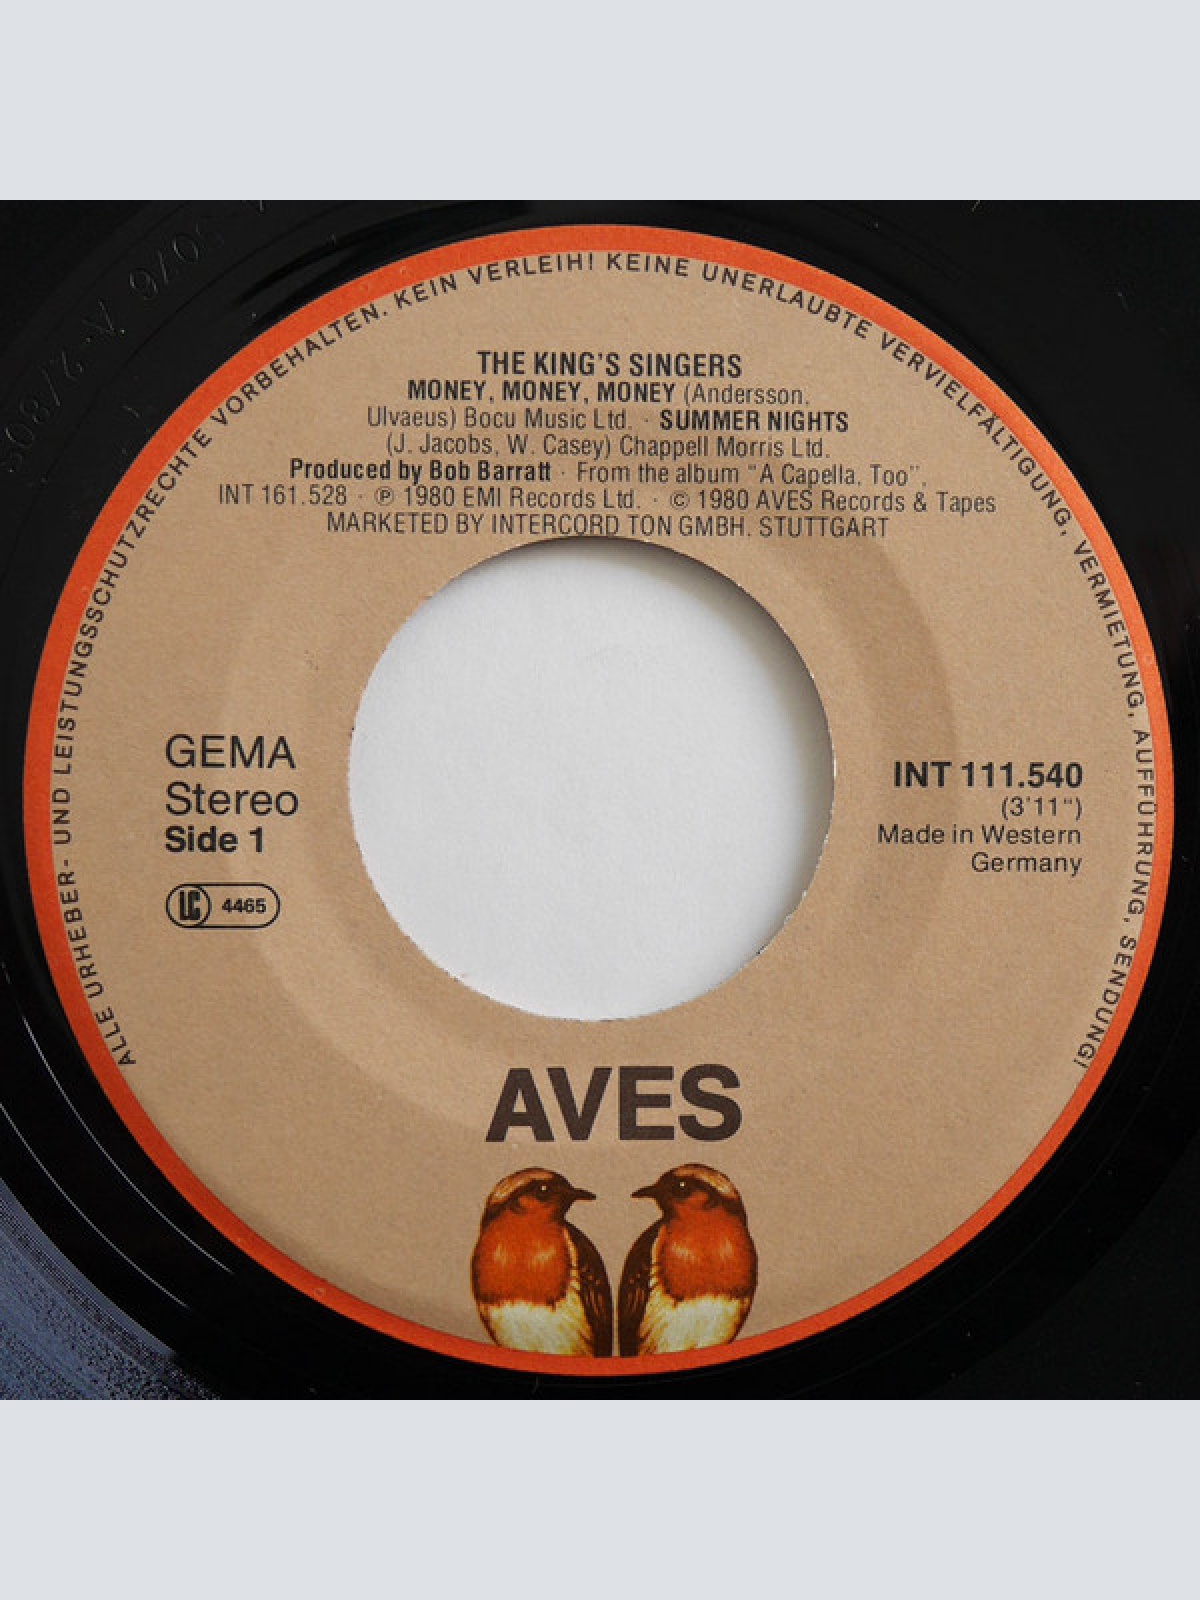 ALLE URHEBER- UND LEISTUNGSSCHUTZRECHTE VORBEHALTEN. KEIN VERLEIH! KEINE UNERLAUBTE VERVIELFÄLTIGUNG, VERMIETUNG, AUFFÜHRUNG, SENDUNG!
THE KING'S SINGERS
MONEY, MONEY, MONEY (Andersson,
Ulvaeus) Bocu Music Ltd. · SUMMER NIGHTS
(J. Jacobs, W. Casey) Chappell Morris Ltd.
Produced by Bob Barratt · From the album "A Capella, Too",
INT 161.528 · ℗ 1980 EMI Records Ltd. · © 1980 AVES Records & Tapes
MARKETED BY INTERCORD TON GMBH, STUTTGART
GEMA
Stereo
Side 1
LC 4465
INT 111.540
(3'11")
Made in Western
Germany
AVES